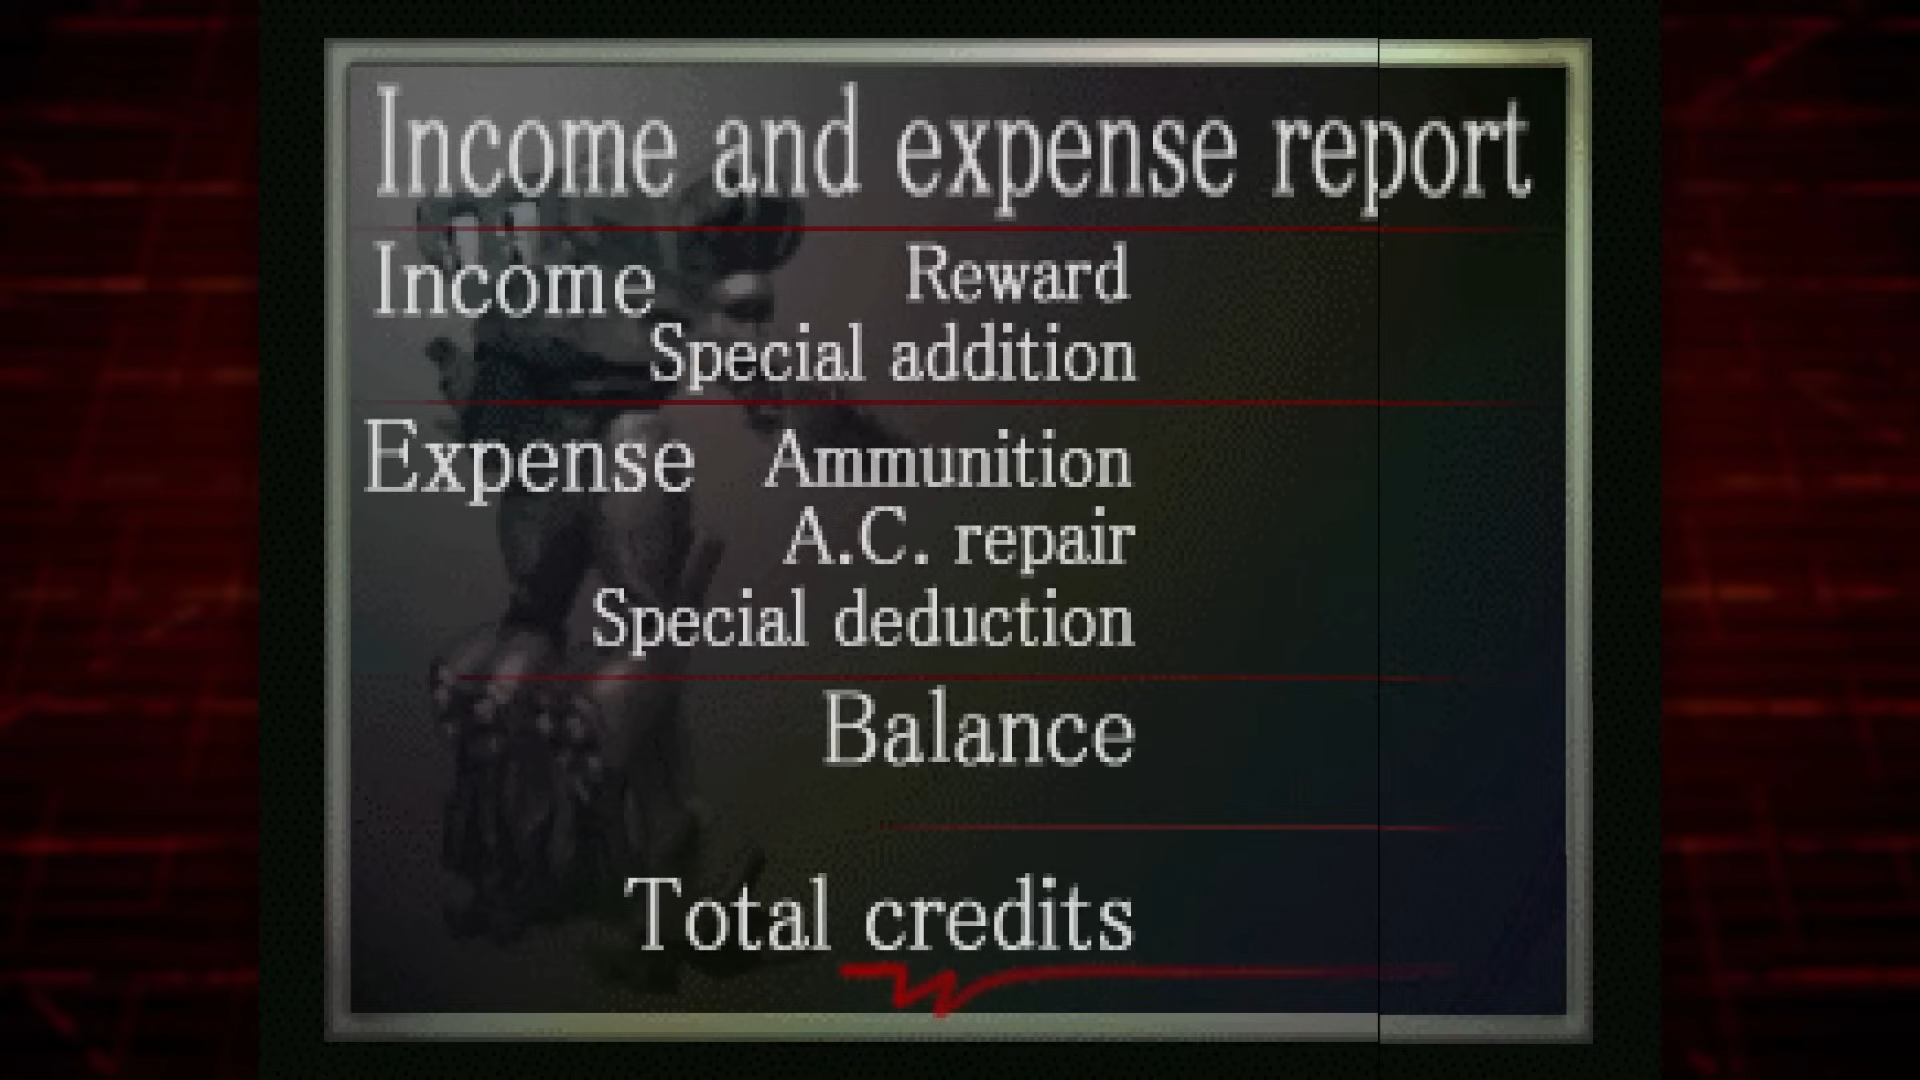 Income and expense report
Income Reward
Special addition
Expense Ammunition
A.C. repair
Special deduction
Balance
Total credits